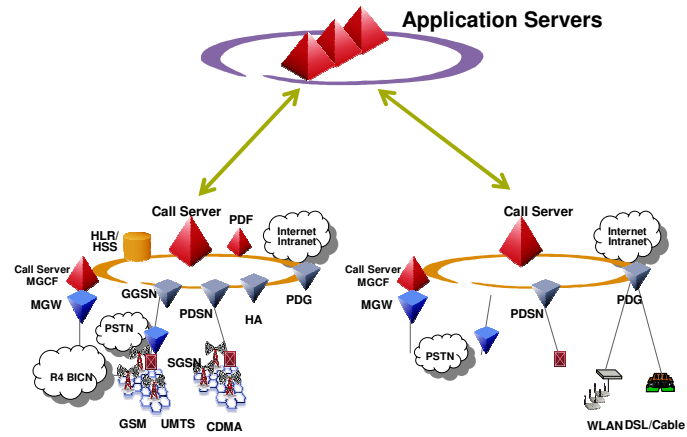 Application Servers
Call Server
PDF
HLR/
HSS
Internet
Intranet
Call Server
MGCF
MGW
GGSN
PDSN
HA
PDG
PSTN
R4 BICN
SGSN
GSM
UMTS
CDMA
Call Server
Internet
Intranet
Call Server
MGCF
MGW
PDSN
PDG
PSTN
WLAN
DSL/Cable